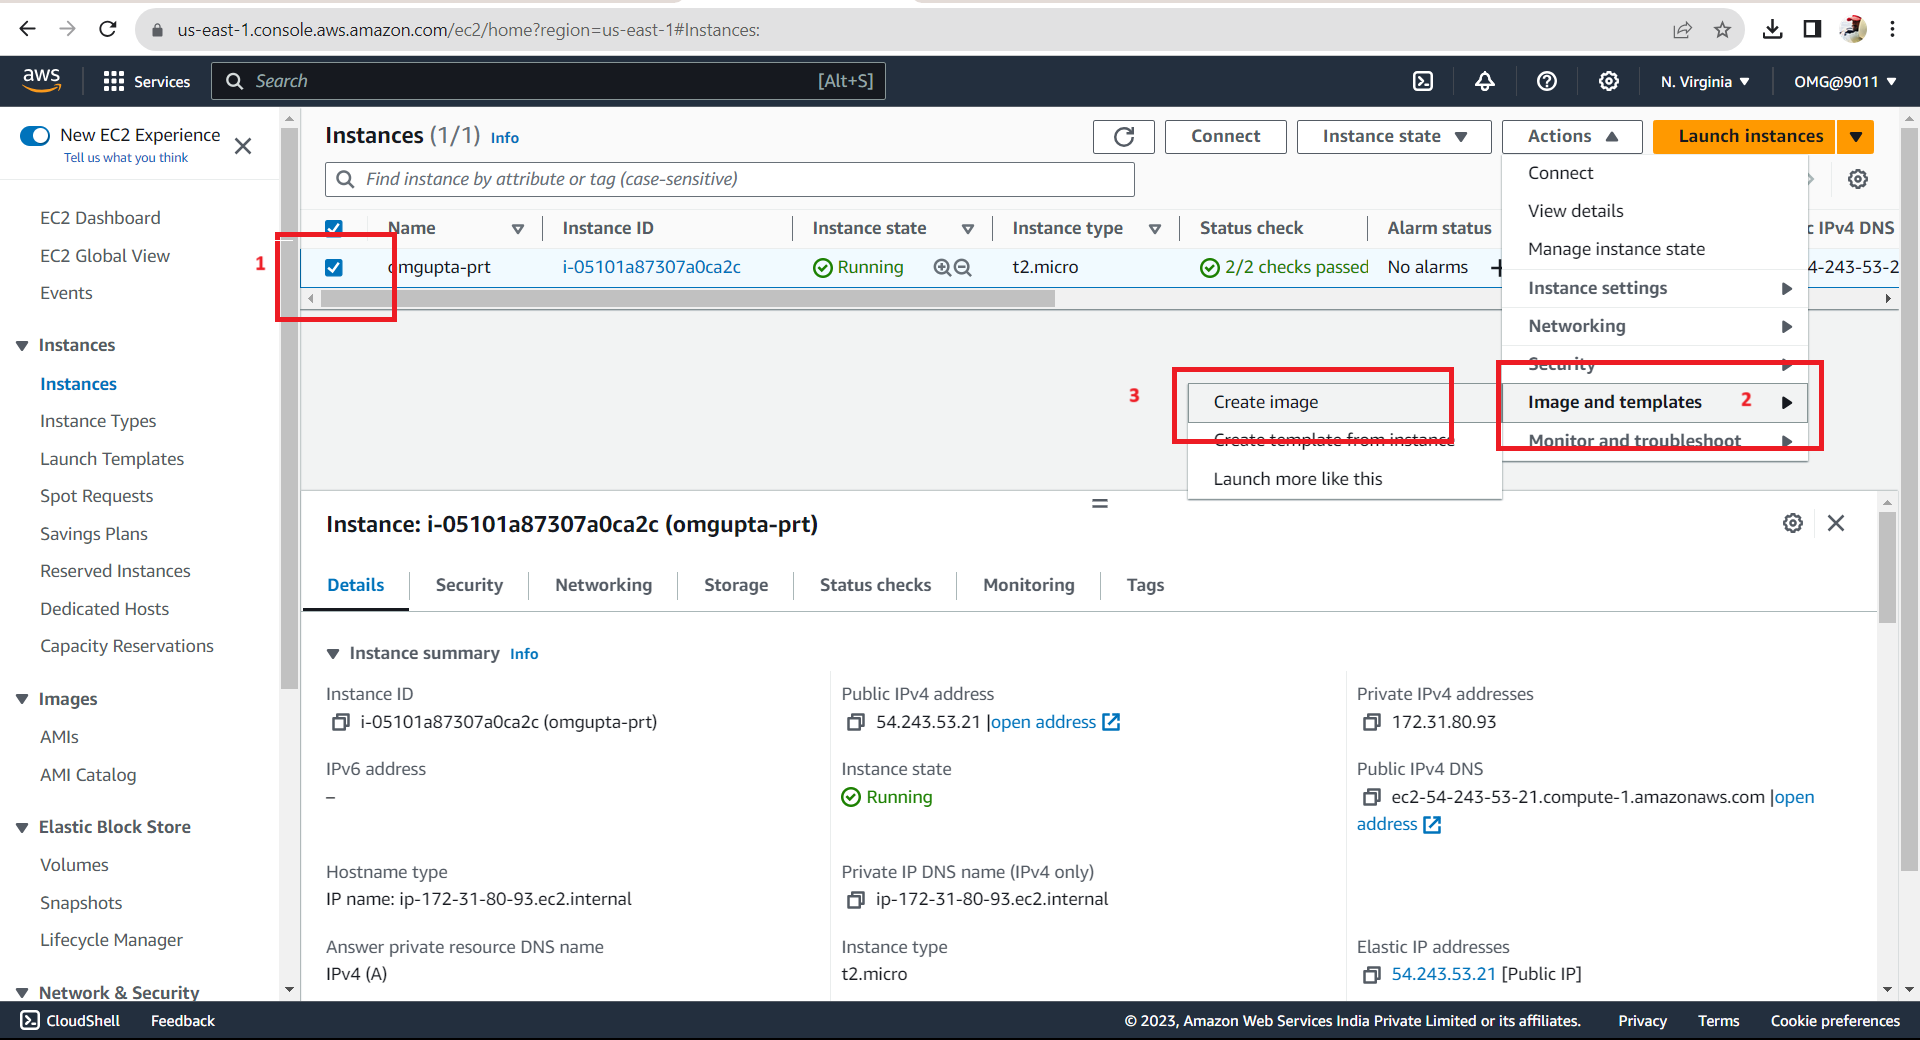 us-east-1.console.aws.amazon.com/ec2/home?region=us-east-1#Instances:
aws
Services
Search
[Alt+S]
N. Virginia
OMG@9011
New EC2 Experience
Tell us what you think
EC2 Dashboard
EC2 Global View
Events
Instances
Instances
Instance Types
Launch Templates
Spot Requests
Savings Plans
Reserved Instances
Dedicated Hosts
Capacity Reservations
Images
AMIs
AMI Catalog
Elastic Block Store
Volumes
Snapshots
Lifecycle Manager
Network & Security
Instances (1/1) Info
Connect
Instance state
Actions
Launch instances
Find instance by attribute or tag (case-sensitive)
Name
Instance ID
Instance state
Instance type
Status check
Alarm status
IPv4 DNS
1
omgupta-prt
i-05101a87307a0ca2c
Running
t2.micro
2/2 checks passed
No alarms
4-243-53-2
Connect
View details
Manage instance state
Instance settings
Networking
Security
Image and templates
2
Monitor and troubleshoot
3
Create image
Create template from instance
Launch more like this
Instance: i-05101a87307a0ca2c (omgupta-prt)
Details
Security
Networking
Storage
Status checks
Monitoring
Tags
Instance summary Info
Instance ID
i-05101a87307a0ca2c (omgupta-prt)
Public IPv4 address
54.243.53.21 |open address
Private IPv4 addresses
172.31.80.93
IPv6 address
–
Instance state
Running
Public IPv4 DNS
ec2-54-243-53-21.compute-1.amazonaws.com |open
address
Hostname type
IP name: ip-172-31-80-93.ec2.internal
Private IP DNS name (IPv4 only)
ip-172-31-80-93.ec2.internal
Answer private resource DNS name
IPv4 (A)
Instance type
t2.micro
Elastic IP addresses
54.243.53.21 [Public IP]
CloudShell
Feedback
© 2023, Amazon Web Services India Private Limited or its affiliates.
Privacy
Terms
Cookie preferences